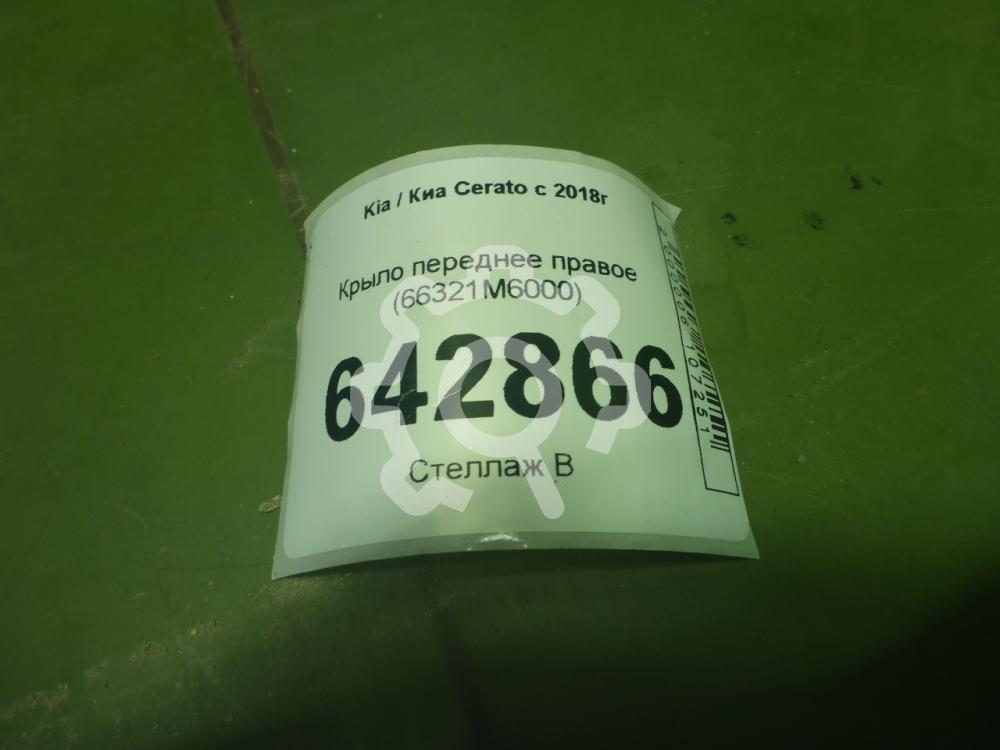 Kia / Киа Cerato с 2018г
Крыло переднее правое
(66321M6000)
642866
Стеллаж В